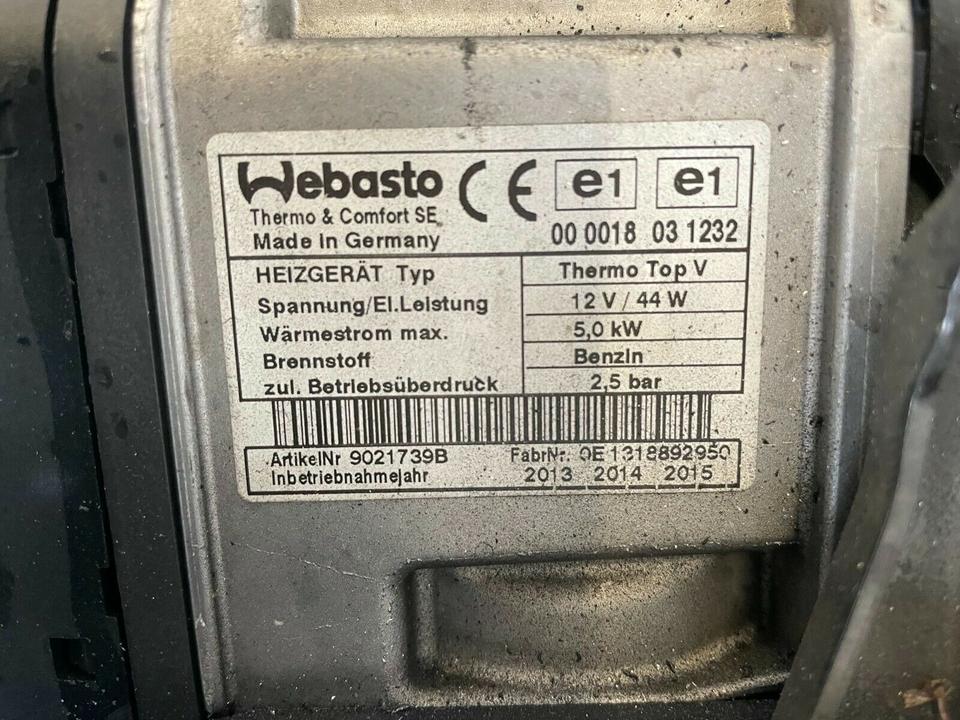 Webasto CE e1 e1
Thermo & Comfort SE
Made in Germany 00 0018 03 1232
HEIZGERÄT Typ Thermo Top V
Spannung/El.Leistung 12 V / 44 W
Wärmestrom max. 5,0 kW
Brennstoff Benzin
zul. Betriebsüberdruck 2,5 bar
ArtikelNr 9021739B FabrNr. 0E1318892950
Inbetriebnahmejahr 2013 2014 2015